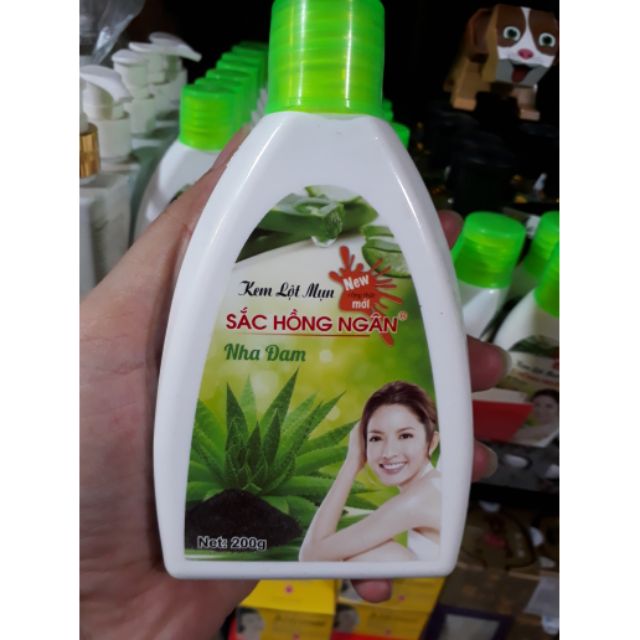 Kem Lột Mụn
New
mới
SẮC HỒNG NGÂN®
Nha Đam
Net: 200g